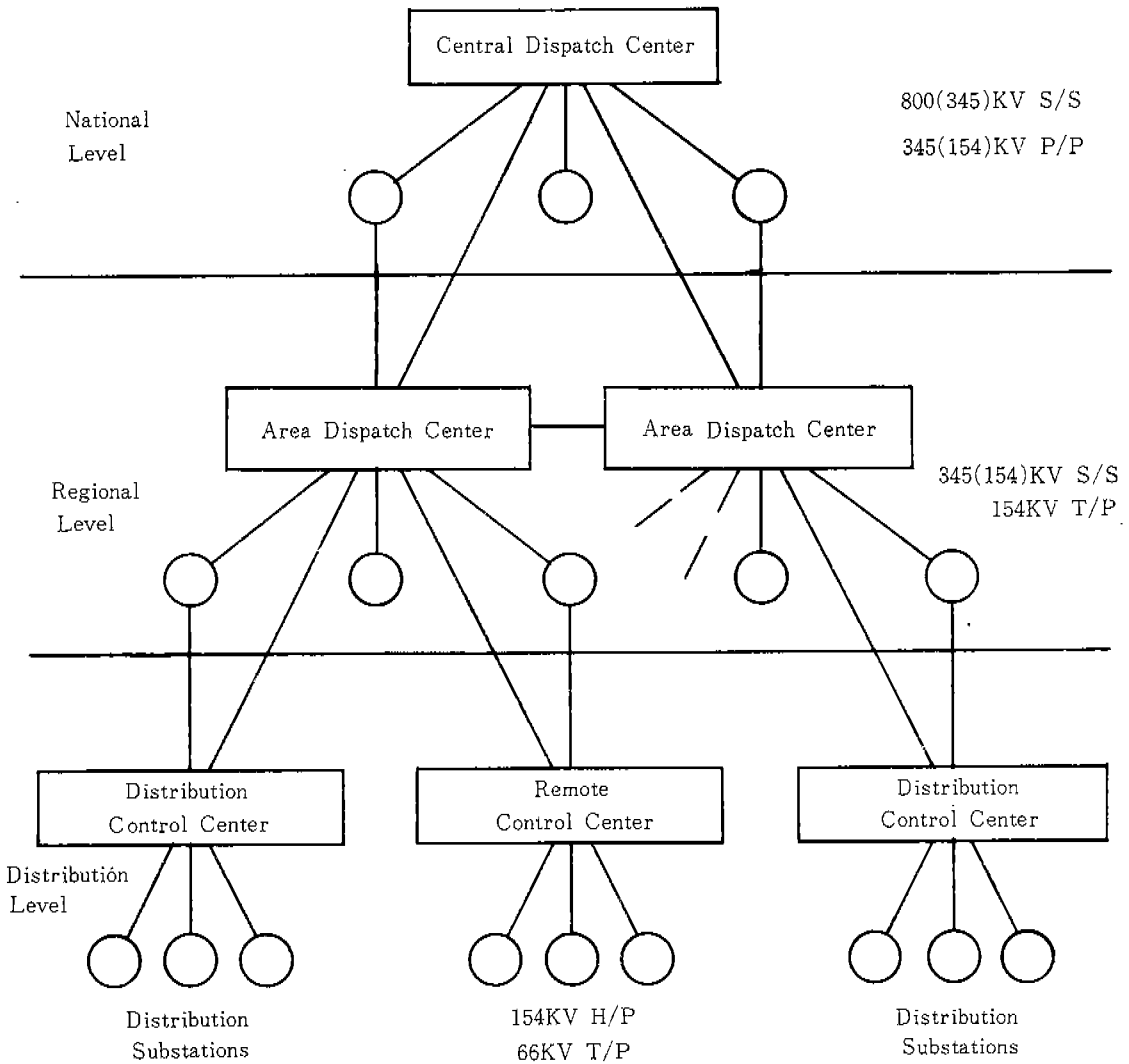 Central Dispatch Center
National
Level
800(345)KV S/S
345(154)KV P/P
Area Dispatch Center
Area Dispatch Center
Regional
Level
345(154)KV S/S
154KV T/P
Distribution
Control Center
Remote
Control Center
Distribution
Control Center
Distribution
Level
Distribution
Substations
154KV H/P
66KV T/P
Distribution
Substations